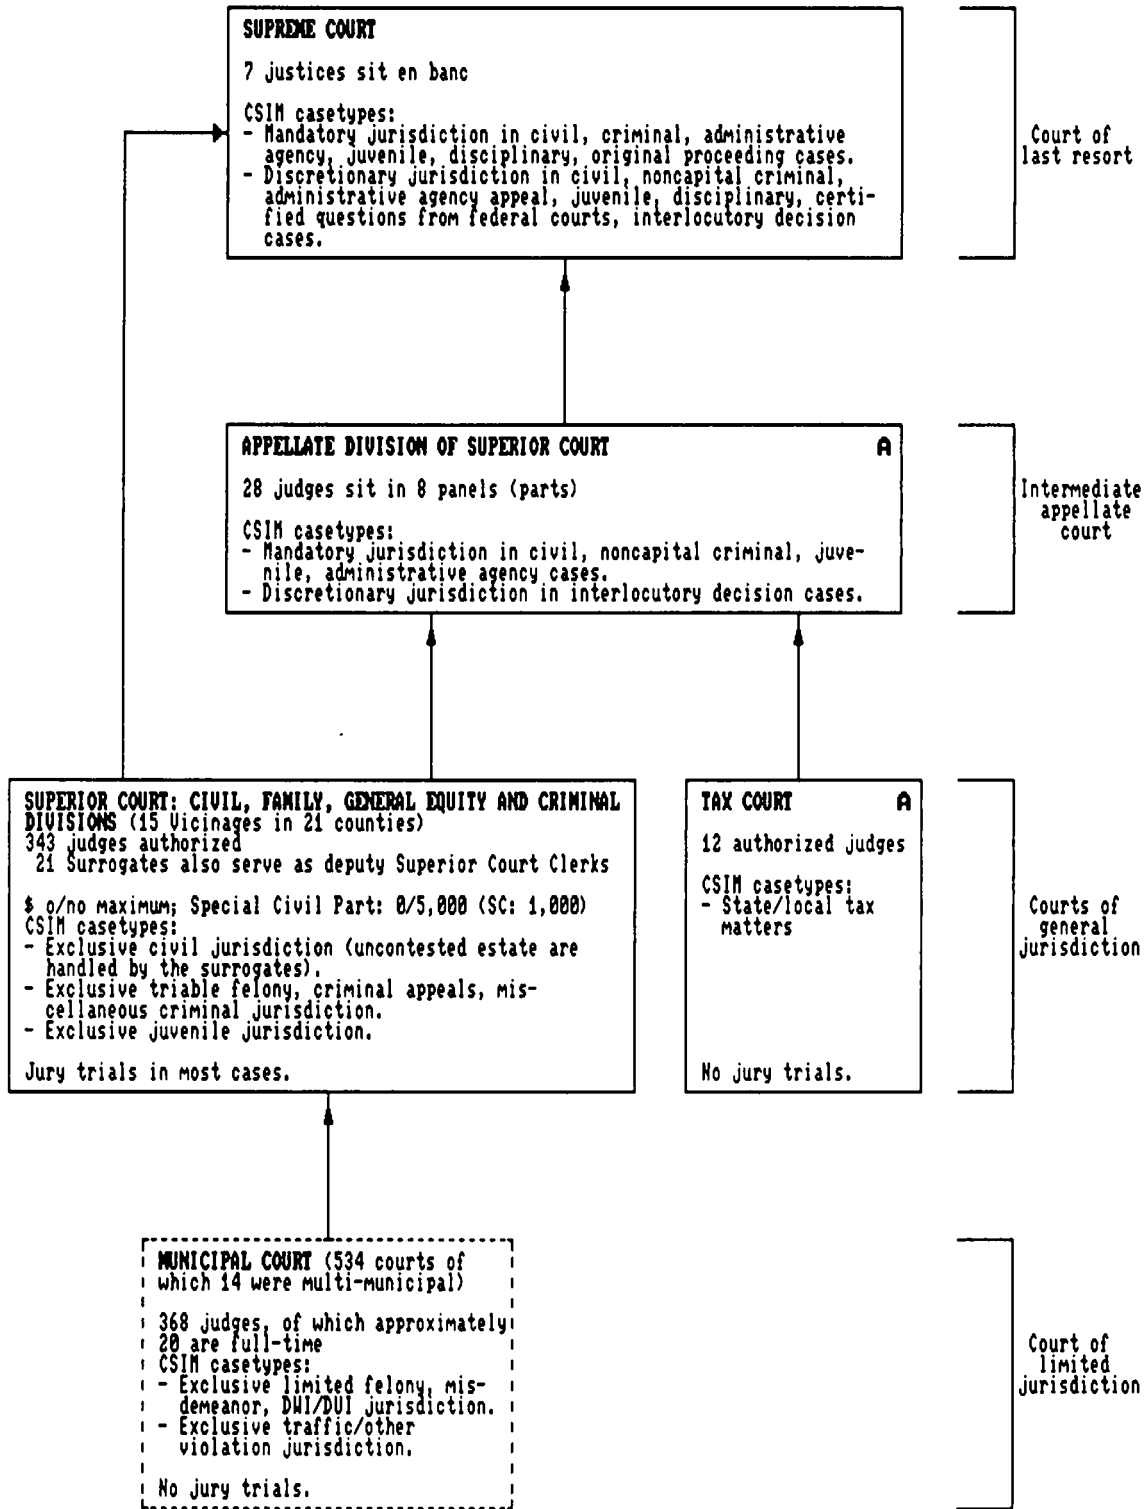 SUPREME COURT
7 justices sit en banc
CSIM casetypes:
- Mandatory jurisdiction in civil, criminal, administrative
agency, juvenile, disciplinary, original proceeding cases.
- Discretionary jurisdiction in civil, noncapital criminal,
administrative agency appeal, juvenile, disciplinary, certi-
fied questions from federal courts, interlocutory decision
cases.
Court of
last resort
APPELLATE DIVISION OF SUPERIOR COURT A
28 judges sit in 8 panels (parts)
CSIM casetypes:
- Mandatory jurisdiction in civil, noncapital criminal, juve-
nile, administrative agency cases.
- Discretionary jurisdiction in interlocutory decision cases.
Intermediate
appellate
court
SUPERIOR COURT: CIVIL, FAMILY, GENERAL EQUITY AND CRIMINAL
DIVISIONS (15 Vicinages in 21 counties)
343 judges authorized
21 Surrogates also serve as deputy Superior Court Clerks
$ o/no maximum; Special Civil Part: 0/5,000 (SC: 1,000)
CSIM casetypes:
- Exclusive civil jurisdiction (uncontested estate are
handled by the surrogates).
- Exclusive triable felony, criminal appeals, mis-
cellaneous criminal jurisdiction.
- Exclusive juvenile jurisdiction.
Jury trials in most cases.
TAX COURT A
12 authorized judges
CSIM casetypes:
- State/local tax
matters
No jury trials.
Courts of
general
jurisdiction
MUNICIPAL COURT (534 courts of
which 14 were multi-municipal)
368 judges, of which approximately
20 are full-time
CSIM casetypes:
- Exclusive limited felony, mis-
demeanor, DWI/DUI jurisdiction.
- Exclusive traffic/other
violation jurisdiction.
No jury trials.
Court of
limited
jurisdiction